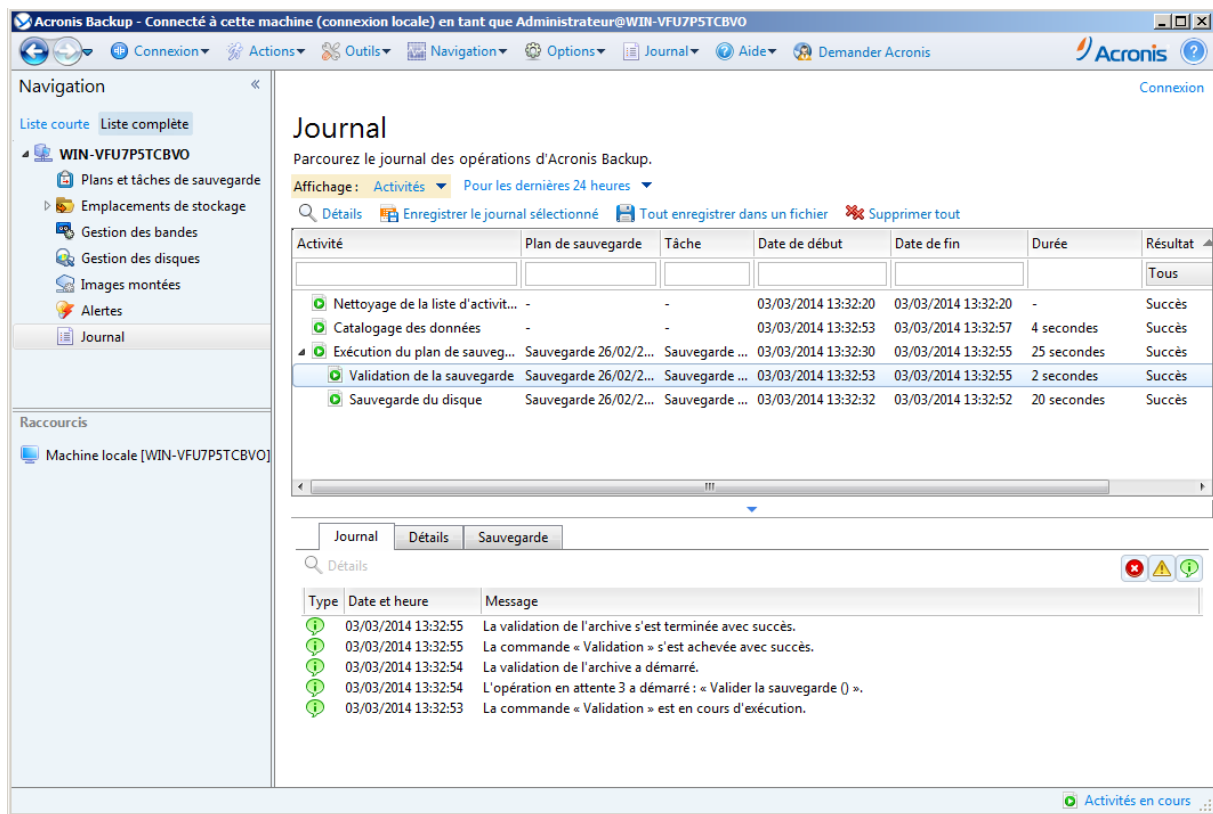 Acronis Backup - Connecté à cette machine (connexion locale) en tant que Administrateur@WIN-VFU7P5TCBVO
Connexion Actions Outils Navigation Options Journal Aide Demander Acronis Acronis
Navigation
Liste courte Liste complète
WIN-VFU7P5TCBVO
Plans et tâches de sauvegarde
Emplacements de stockage
Gestion des bandes
Gestion des disques
Images montées
Alertes
Journal
Raccourcis
Machine locale [WIN-VFU7P5TCBVO]
Connexion
Journal
Parcourez le journal des opérations d'Acronis Backup.
Affichage : Activités Pour les dernières 24 heures
Détails Enregistrer le journal sélectionné Tout enregistrer dans un fichier Supprimer tout
Activité Plan de sauvegarde Tâche Date de début Date de fin Durée Résultat
Tous
Nettoyage de la liste d'activit... - - 03/03/2014 13:32:20 03/03/2014 13:32:20 - Succès
Catalogage des données - - 03/03/2014 13:32:53 03/03/2014 13:32:57 4 secondes Succès
Exécution du plan de sauveg... Sauvegarde 26/02/2... Sauvegarde ... 03/03/2014 13:32:30 03/03/2014 13:32:55 25 secondes Succès
Validation de la sauvegarde Sauvegarde 26/02/2... Sauvegarde ... 03/03/2014 13:32:53 03/03/2014 13:32:55 2 secondes Succès
Sauvegarde du disque Sauvegarde 26/02/2... Sauvegarde ... 03/03/2014 13:32:32 03/03/2014 13:32:52 20 secondes Succès
Journal Détails Sauvegarde
Détails
Type Date et heure Message
03/03/2014 13:32:55 La validation de l'archive s'est terminée avec succès.
03/03/2014 13:32:55 La commande « Validation » s'est achevée avec succès.
03/03/2014 13:32:54 La validation de l'archive a démarré.
03/03/2014 13:32:54 L'opération en attente 3 a démarré : « Valider la sauvegarde () ».
03/03/2014 13:32:53 La commande « Validation » est en cours d'exécution.
Activités en cours